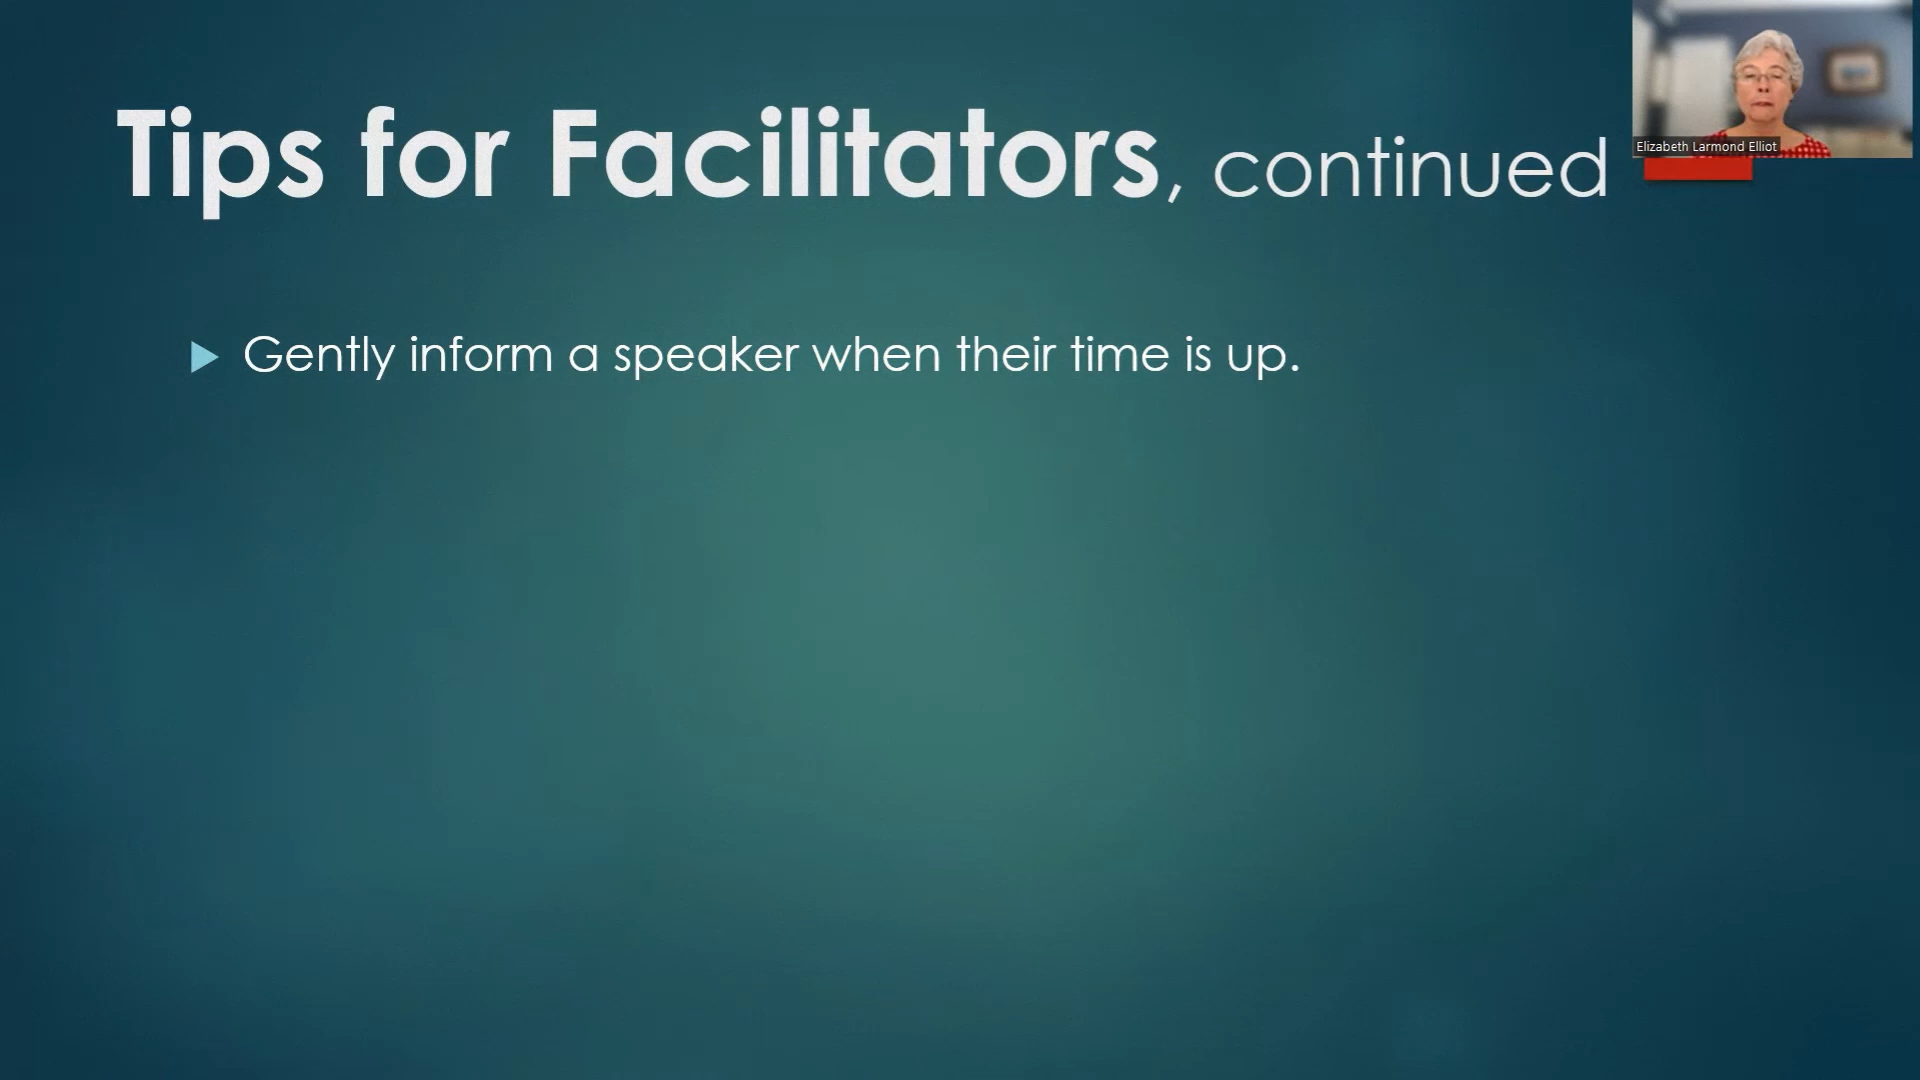 Tips for Facilitators, continued
Elizabeth Larmond Elliot
Gently inform a speaker when their time is up.